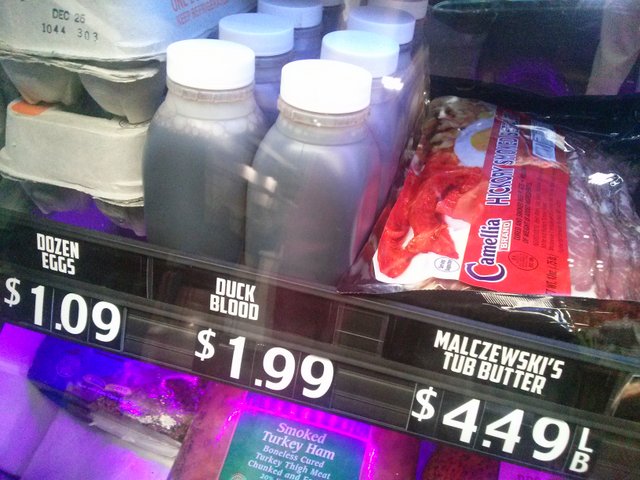 DEC 26
1044 303
Camellia
BRAND
HICKORY SMOKED
DOZEN
EGGS
$1.09
DUCK
BLOOD
$1.99
MALCZEWSKI'S
TUB BUTTER
$4.49 LB
Smoked
Turkey Ham
Boneless Cured
Turkey Thigh Meat
Chunked and